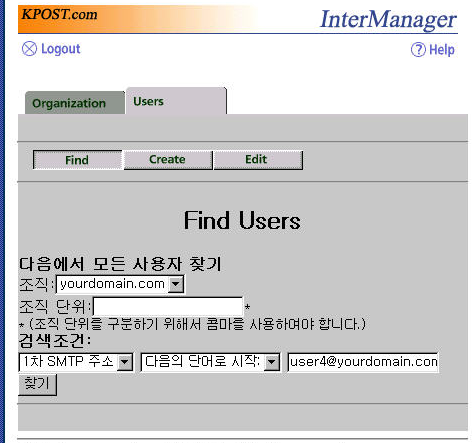 KPOST.com InterManager
Logout Help
Organization Users
Find Create Edit
Find Users
다음에서 모든 사용자 찾기
조직: yourdomain.com
조직 단위: *
* (조직 단위를 구분하기 위해서 콤마를 사용하여야 합니다.)
검색조건:
1차 SMTP 주소 다음의 단어로 시작: user4@yourdomain.con
찾기